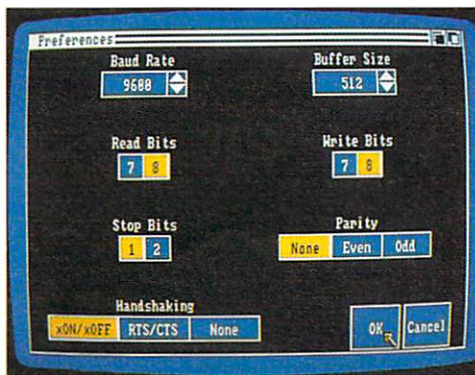 Preferences
Baud Rate
9600
Buffer Size
512
Read Bits
7 8
Write Bits
7 8
Stop Bits
1 2
Parity
None Even Odd
Handshaking
xON/xOFF RTS/CTS None
OK Cancel